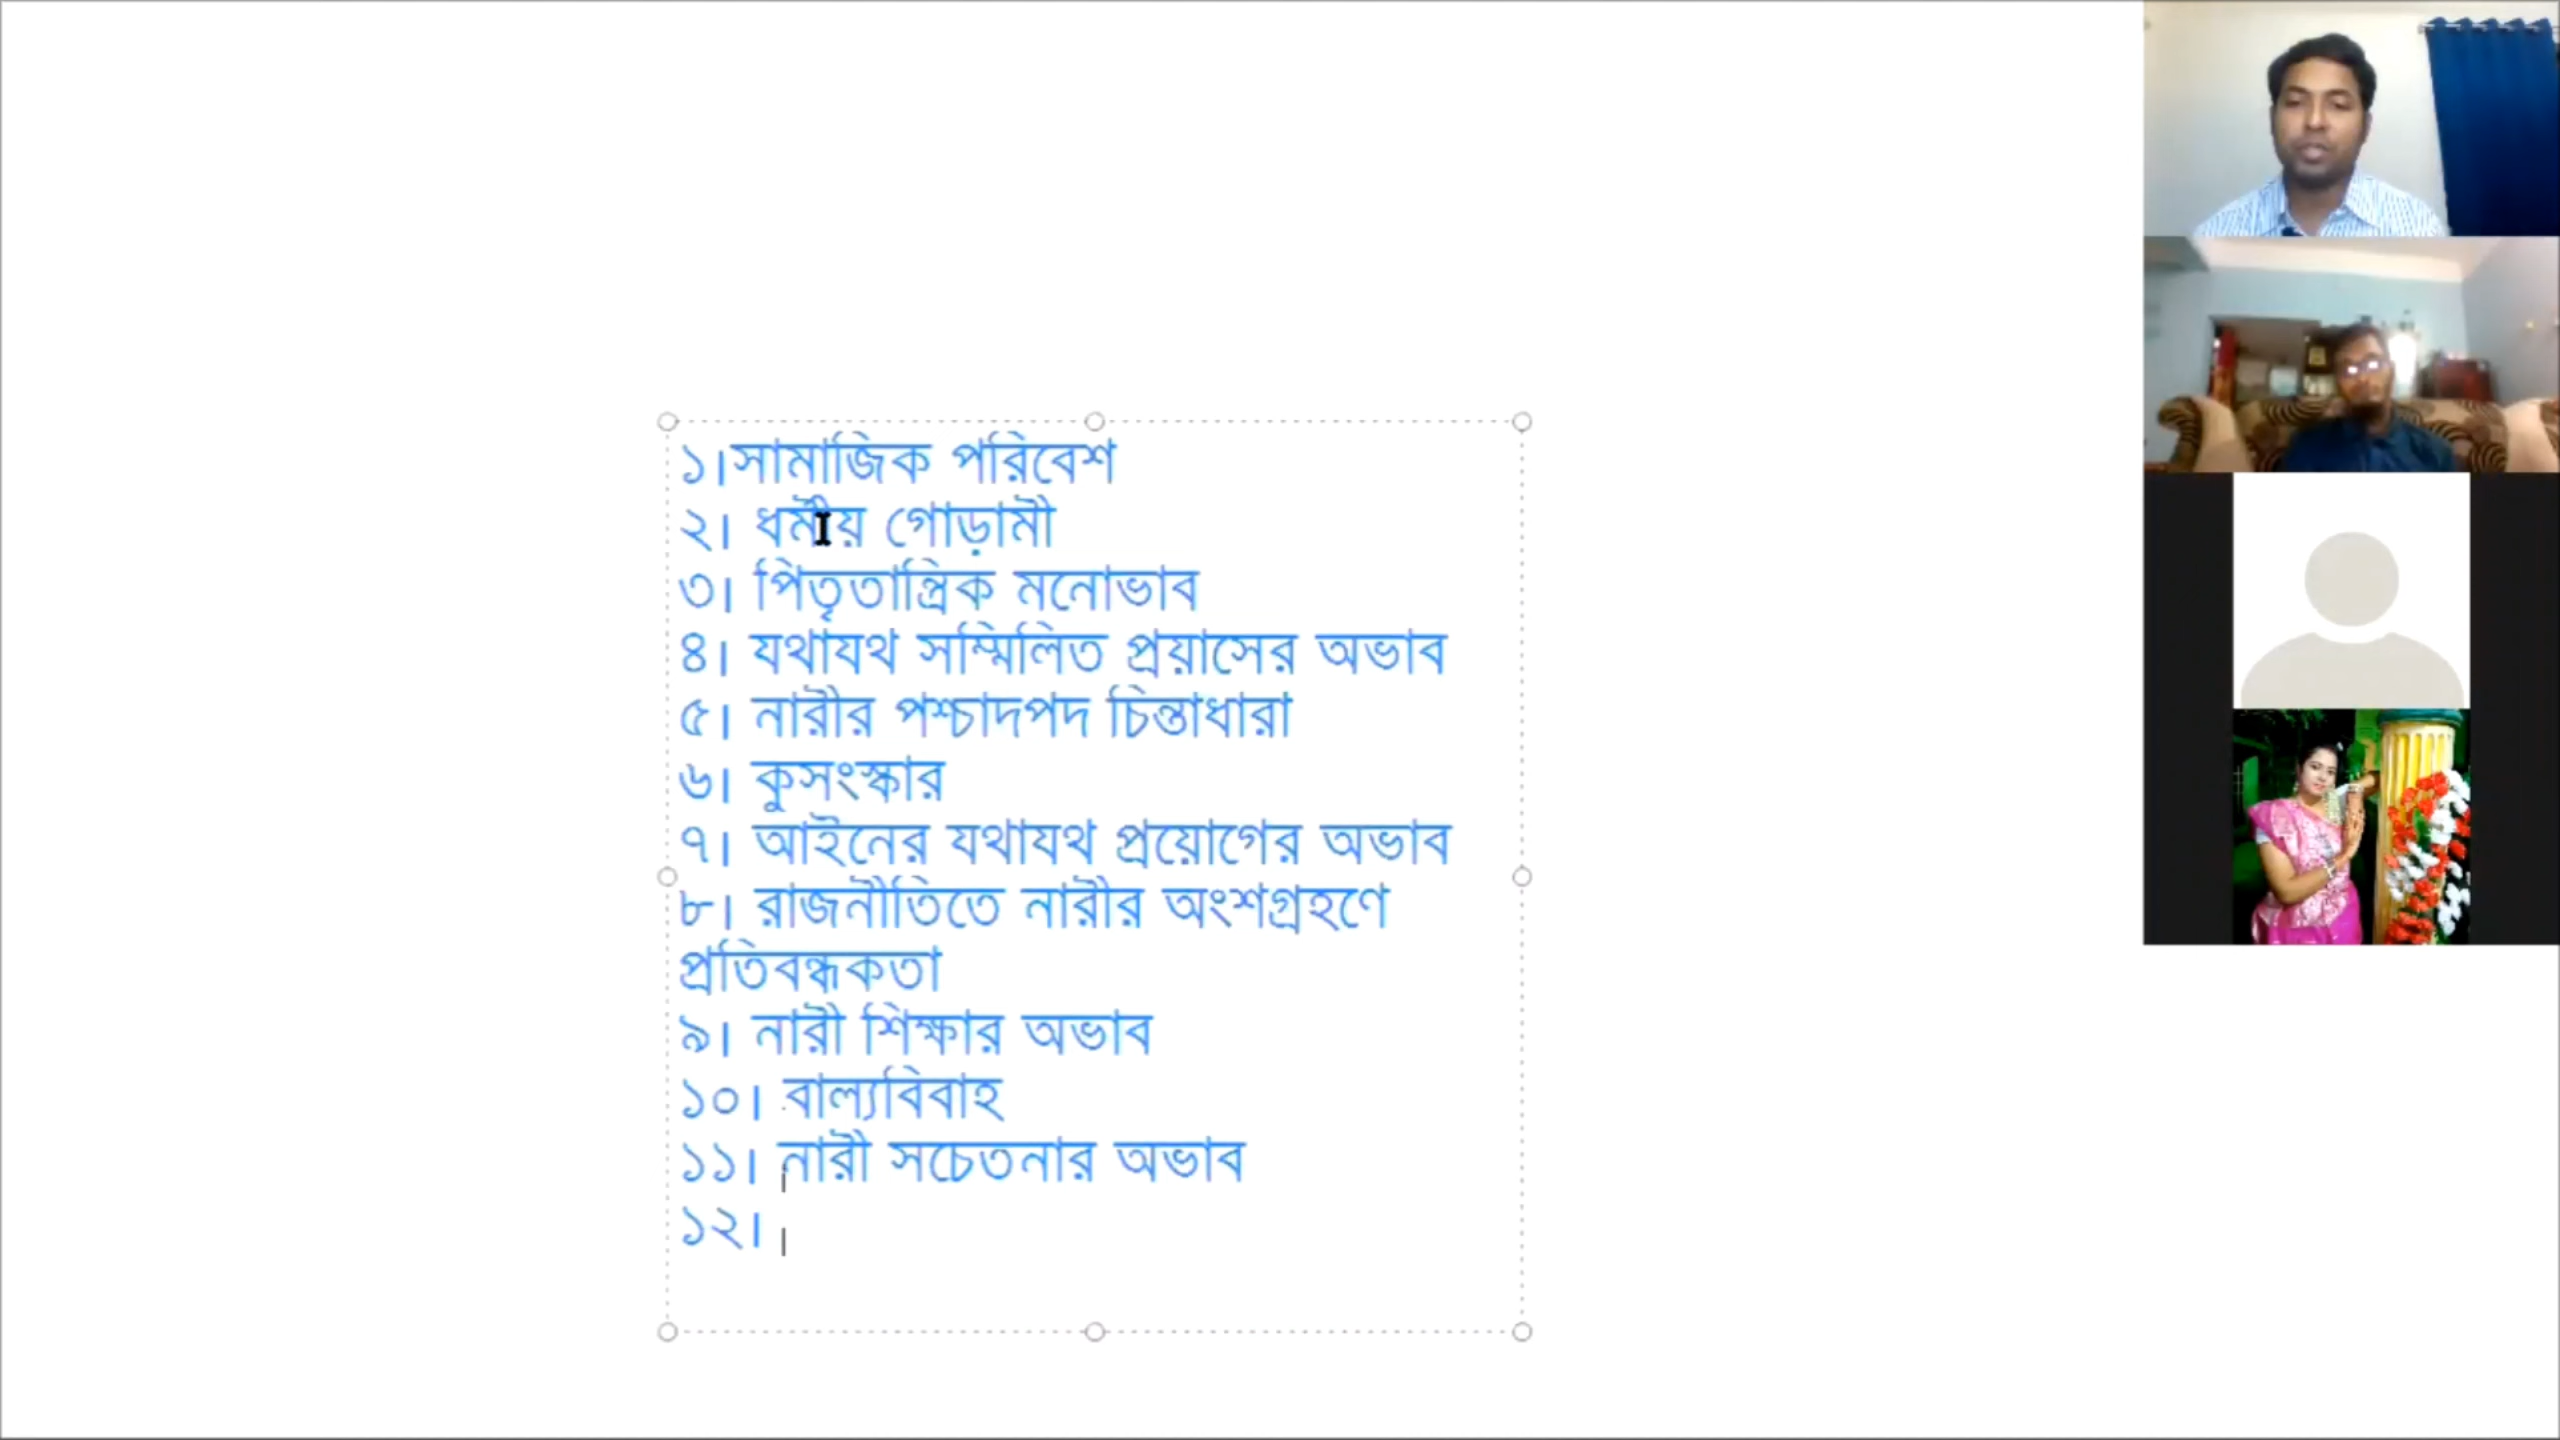 ১।সামাজিক পরিবেশ
২। ধর্মীয় গোড়ামী
৩। পিতৃতান্ত্রিক মনোভাব
৪। যথাযথ সম্মিলিত প্রয়াসের অভাব
৫। নারীর পশ্চাদপদ চিন্তাধারা
৬। কুসংস্কার
৭। আইনের যথাযথ প্রয়োগের অভাব
৮। রাজনীতিতে নারীর অংশগ্রহণে
প্রতিবন্ধকতা
৯। নারী শিক্ষার অভাব
১০। বাল্যবিবাহ
১১। নারী সচেতনার অভাব
১২।